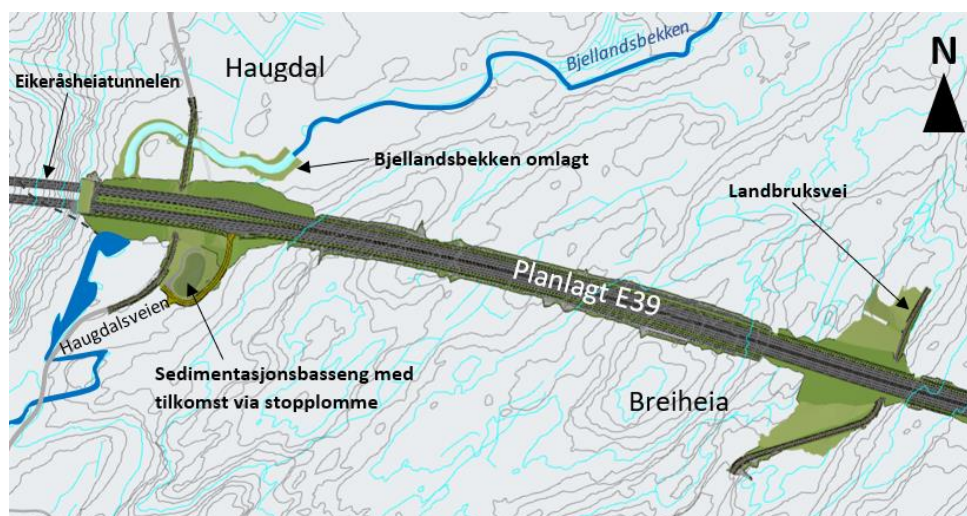 Bjellandsbekken
N
Haugdal
Eikeråsheiatunnelen
Bjellandsbekken omlagt
Landbruksvei
Planlagt E39
Haugdalsveien
Sedimentasjonsbasseng med
tilkomst via stopplomme
Breiheia